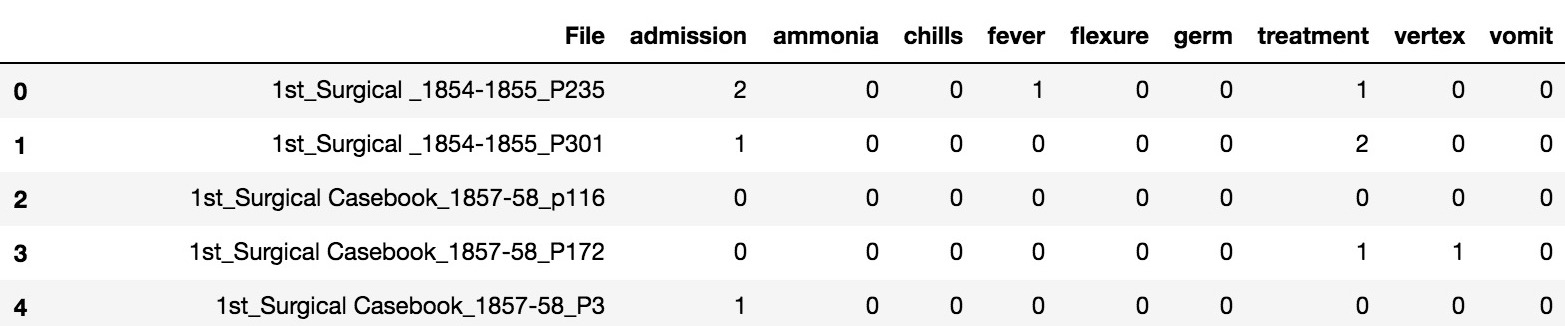 File admission ammonia chills fever flexure germ treatment vertex vomit
0 1st_Surgical _1854-1855_P235 2 0 0 1 0 0 1 0 0
1 1st_Surgical _1854-1855_P301 1 0 0 0 0 0 2 0 0
2 1st_Surgical Casebook_1857-58_p116 0 0 0 0 0 0 0 0 0
3 1st_Surgical Casebook_1857-58_P172 0 0 0 0 0 0 1 1 0
4 1st_Surgical Casebook_1857-58_P3 1 0 0 0 0 0 0 0 0